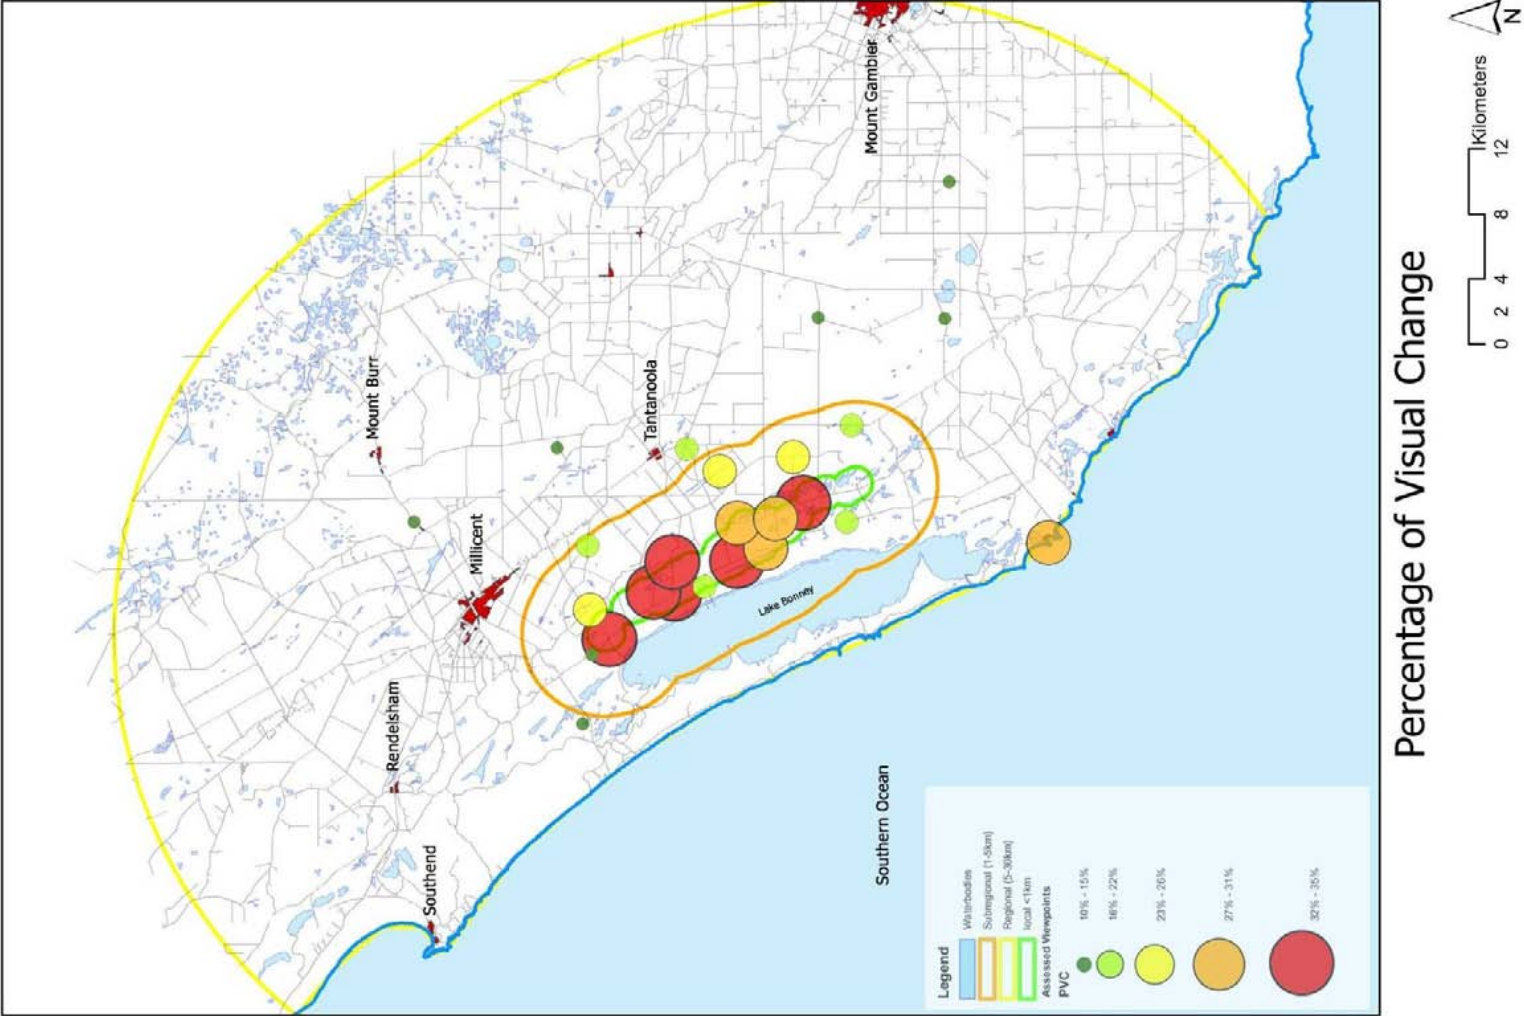 Percentage of Visual Change
Mount Gambier
Mount Burr
Tantanoola
Millicent
Rendelsham
Southend
Lake Bonney
Southern Ocean
Legend
Waterbodies
Subregional (1-5km)
Regional (5-30km)
local <1km
Assessed Viewpoints
PVC
10% - 15%
16% - 22%
23% - 26%
27% - 31%
32% - 35%
0 2 4 8 12
Kilometers
N